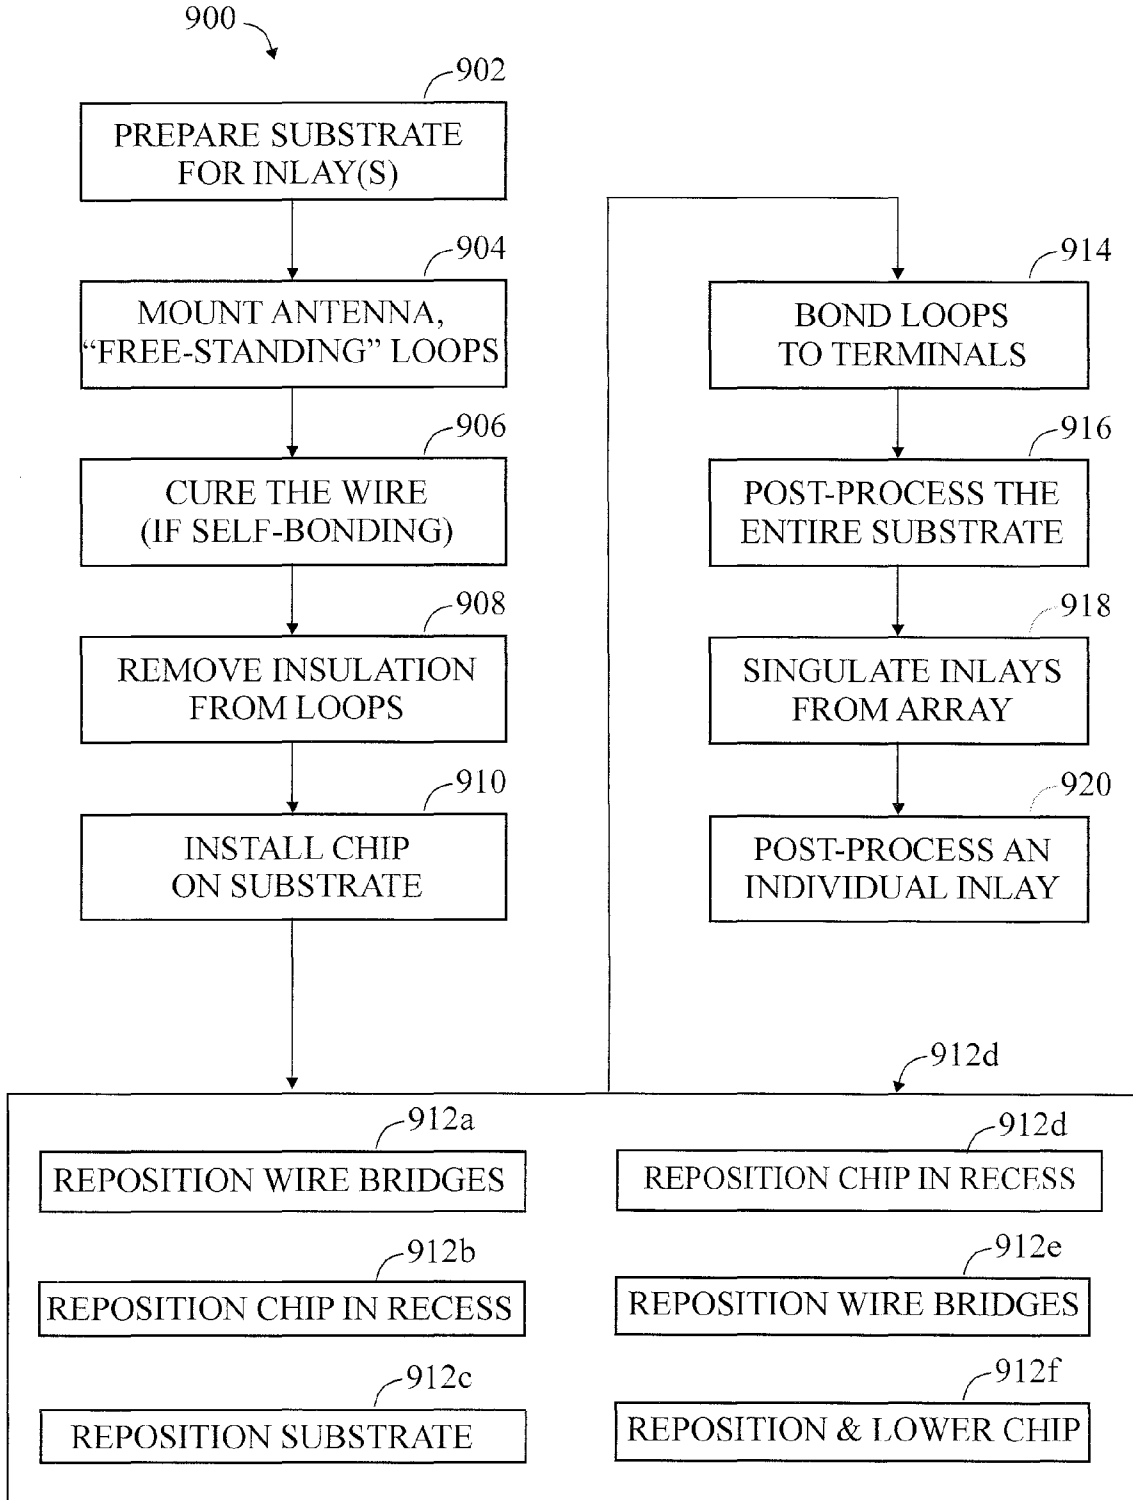 900
902
PREPARE SUBSTRATE
FOR INLAY(S)
904
MOUNT ANTENNA,
“FREE-STANDING” LOOPS
906
CURE THE WIRE
(IF SELF-BONDING)
908
REMOVE INSULATION
FROM LOOPS
910
INSTALL CHIP
ON SUBSTRATE
914
BOND LOOPS
TO TERMINALS
916
POST-PROCESS THE
ENTIRE SUBSTRATE
918
SINGULATE INLAYS
FROM ARRAY
920
POST-PROCESS AN
INDIVIDUAL INLAY
912d
912a
REPOSITION WIRE BRIDGES
912b
REPOSITION CHIP IN RECESS
912c
REPOSITION SUBSTRATE
912d
REPOSITION CHIP IN RECESS
912e
REPOSITION WIRE BRIDGES
912f
REPOSITION & LOWER CHIP